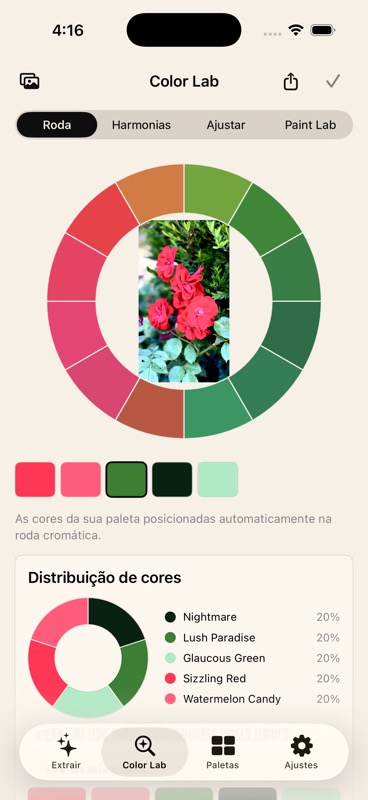 4:16
Color Lab
Roda
Harmonias
Ajustar
Paint Lab
As cores da sua paleta posicionadas automaticamente na
roda cromática.
Distribuição de cores
Nightmare 20%
Lush Paradise 20%
Glaucous Green 20%
Sizzling Red 20%
Watermelon Candy 20%
Extrair
Color Lab
Paletas
Ajustes